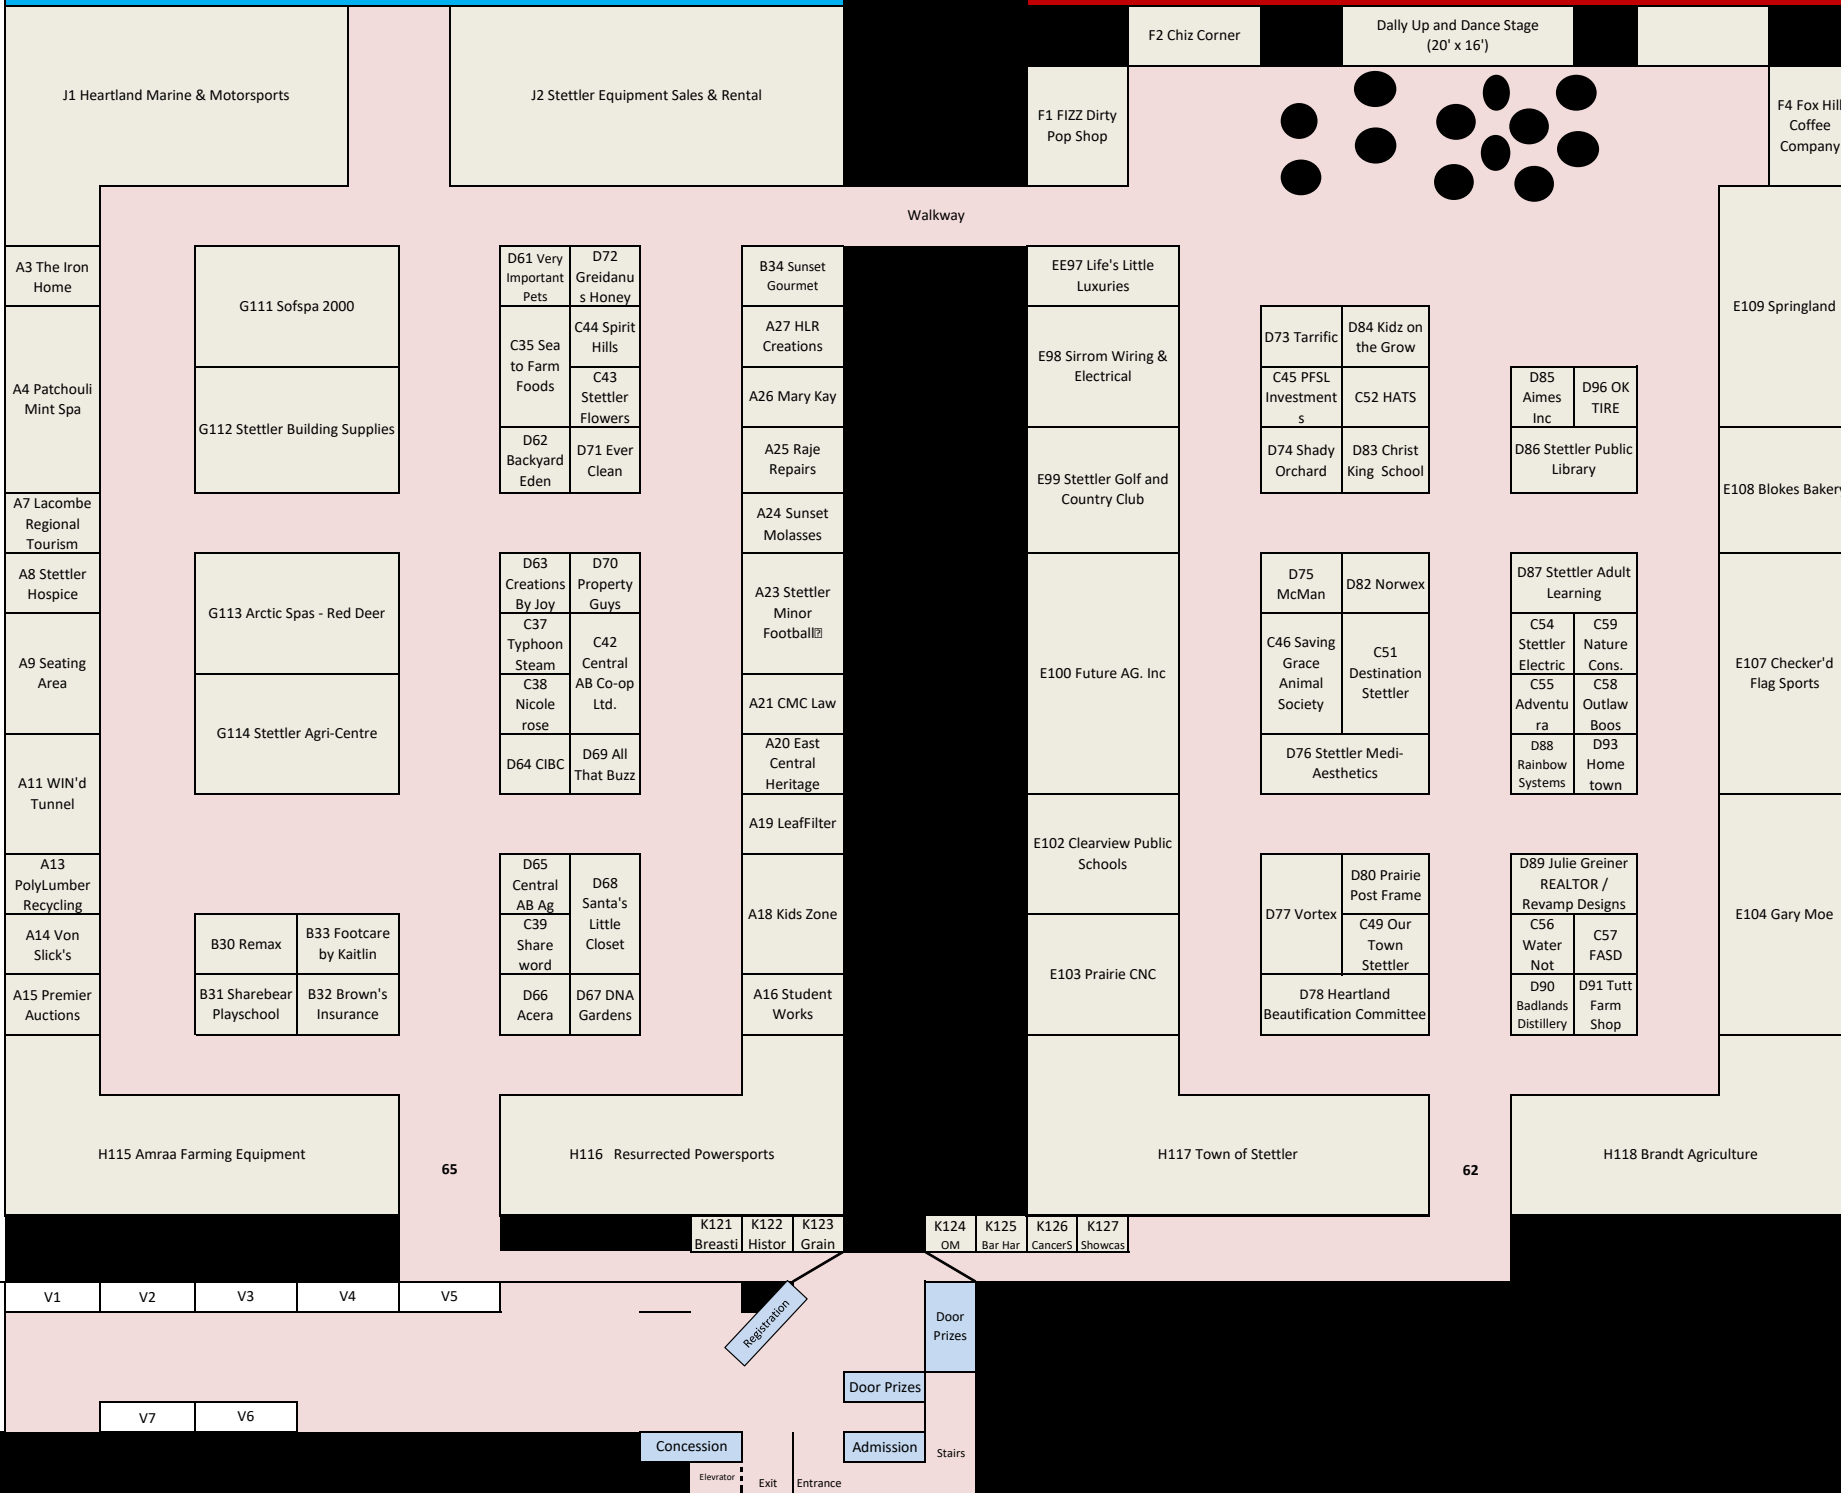 J1 Heartland Marine & Motorsports
J2 Stettler Equipment Sales & Rental
F2 Chiz Corner
Dally Up and Dance Stage
(20' x 16')
F1 FIZZ Dirty
Pop Shop
F4 Fox Hill
Coffee
Company
Walkway
A3 The Iron
Home
A4 Patchouli
Mint Spa
A7 Lacombe
Regional
Tourism
A8 Stettler
Hospice
A9 Seating
Area
A11 WIN'd
Tunnel
A13
PolyLumber
Recycling
A14 Von
Slick's
A15 Premier
Auctions
G111 Sofspa 2000
G112 Stettler Building Supplies
G113 Arctic Spas - Red Deer
G114 Stettler Agri-Centre
B30 Remax
B33 Footcare
by Kaitlin
B31 Sharebear
Playschool
B32 Brown's
Insurance
D61 Very
Important
Pets
D72
Greidanu
s Honey
C35 Sea
to Farm
Foods
C44 Spirit
Hills
C43
Stettler
Flowers
D62
Backyard
Eden
D71 Ever
Clean
D63
Creations
By Joy
D70
Property
Guys
C37
Typhoon
Steam
C42
Central
AB Co-op
Ltd.
C38
Nicole
rose
D64 CIBC
D69 All
That Buzz
D65
Central
AB Ag
D68
Santa's
Little
Closet
C39
Share
word
D66
Acera
D67 DNA
Gardens
B34 Sunset
Gourmet
A27 HLR
Creations
A26 Mary Kay
A25 Raje
Repairs
A24 Sunset
Molasses
A23 Stettler
Minor
Football
A21 CMC Law
A20 East
Central
Heritage
A19 LeafFilter
A18 Kids Zone
A16 Student
Works
EE97 Life's Little
Luxuries
E98 Sirrom Wiring &
Electrical
E99 Stettler Golf and
Country Club
E100 Future AG. Inc
E102 Clearview Public
Schools
E103 Prairie CNC
D73 Tarrific
D84 Kidz on
the Grow
C45 PFSL
Investment
s
C52 HATS
D74 Shady
Orchard
D83 Christ
King School
D75
McMan
D82 Norwex
C46 Saving
Grace
Animal
Society
C51
Destination
Stettler
D76 Stettler Medi-
Aesthetics
D77 Vortex
D80 Prairie
Post Frame
C49 Our
Town
Stettler
D78 Heartland
Beautification Committee
D85
Aimes
Inc
D96 OK
TIRE
D86 Stettler Public
Library
D87 Stettler Adult
Learning
C54
Stettler
Electric
C59
Nature
Cons.
C55
Adventu
ra
C58
Outlaw
Boos
D88
Rainbow
Systems
D93
Home
town
D89 Julie Greiner
REALTOR /
Revamp Designs
C56
Water
Not
C57
FASD
D90
Badlands
Distillery
D91 Tutt
Farm
Shop
E109 Springland
E108 Blokes Bakery
E107 Checker'd
Flag Sports
E104 Gary Moe
H115 Amraa Farming Equipment
65
H116 Resurrected Powersports
H117 Town of Stettler
62
H118 Brandt Agriculture
K121
Breasti
K122
Histor
K123
Grain
K124
OM
K125
Bar Har
K126
CancerS
K127
Showcas
V1
V2
V3
V4
V5
Registration
Door
Prizes
Door Prizes
V7
V6
Concession
Admission
Stairs
Elevrator
Exit
Entrance